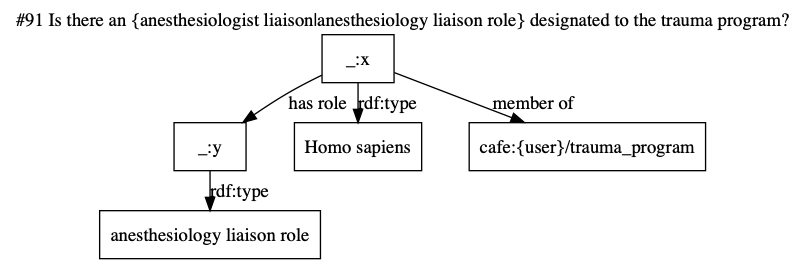 #91 Is there an {anesthesiologist liaison|anesthesiology liaison role} designated to the trauma program?
_:x
has role
rdf:type
member of
_:y
Homo sapiens
cafe:{user}/trauma_program
rdf:type
anesthesiology liaison role